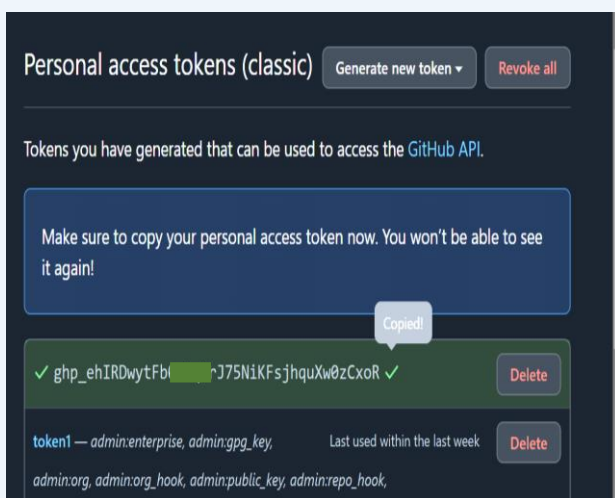 Personal access tokens (classic)
Generate new token
Revoke all
Tokens you have generated that can be used to access the GitHub API.
Make sure to copy your personal access token now. You won't be able to see
it again!
Copied!
Delete
token1 — admin:enterprise, admin:gpg_key,
Last used within the last week
Delete
admin:org, admin:org_hook, admin:public_key, admin:repo_hook,